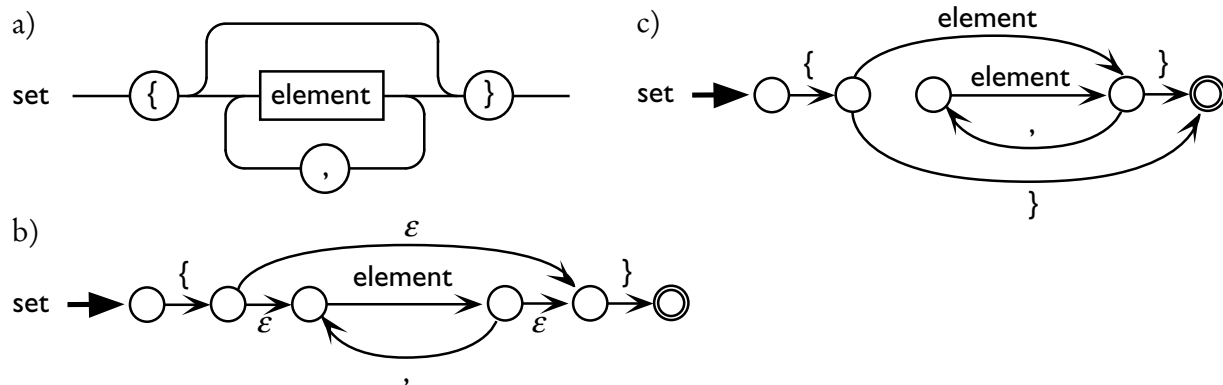 a)
set { element }
,
b)
ε
{ element }
set
ε ε
,
c)
element
{ element }
set
,
}